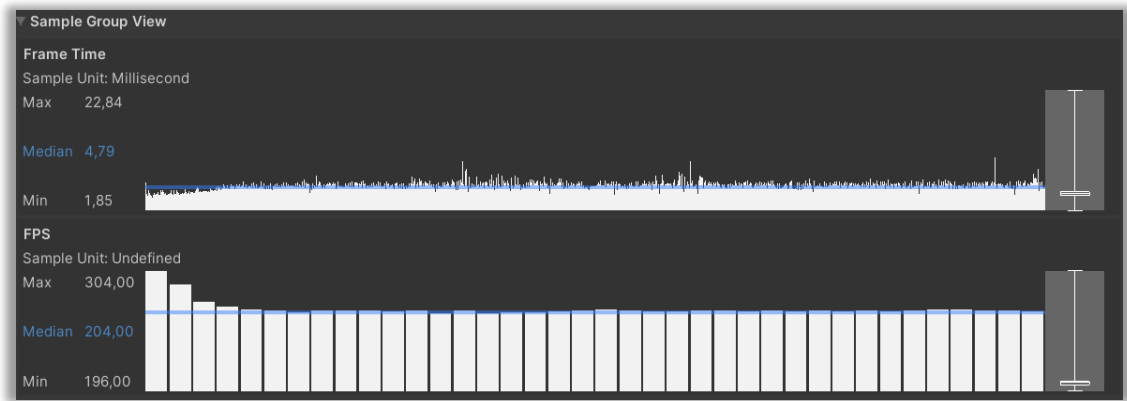 Sample Group View
Frame Time
Sample Unit: Millisecond
Max 22,84
Median 4,79
Min 1,85
FPS
Sample Unit: Undefined
Max 304,00
Median 204,00
Min 196,00